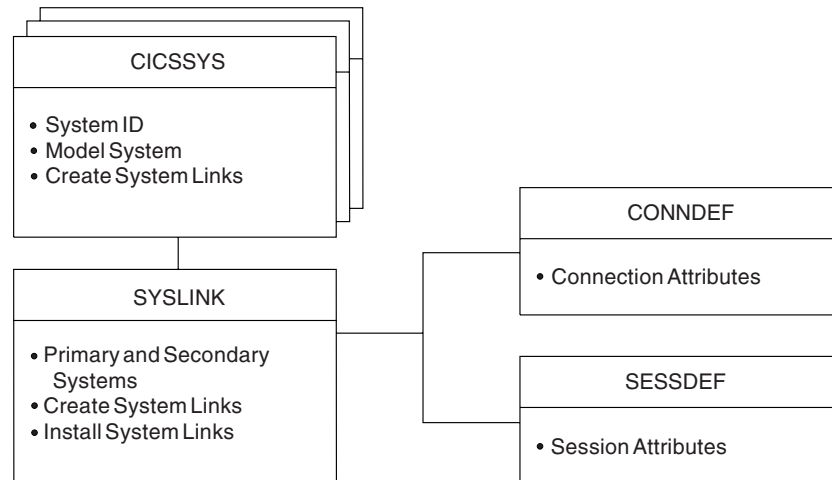 CICSSYS
• System ID
• Model System
• Create System Links
SYSLINK
• Primary and Secondary
Systems
• Create System Links
• Install System Links
CONNDEF
• Connection Attributes
SESSDEF
• Session Attributes